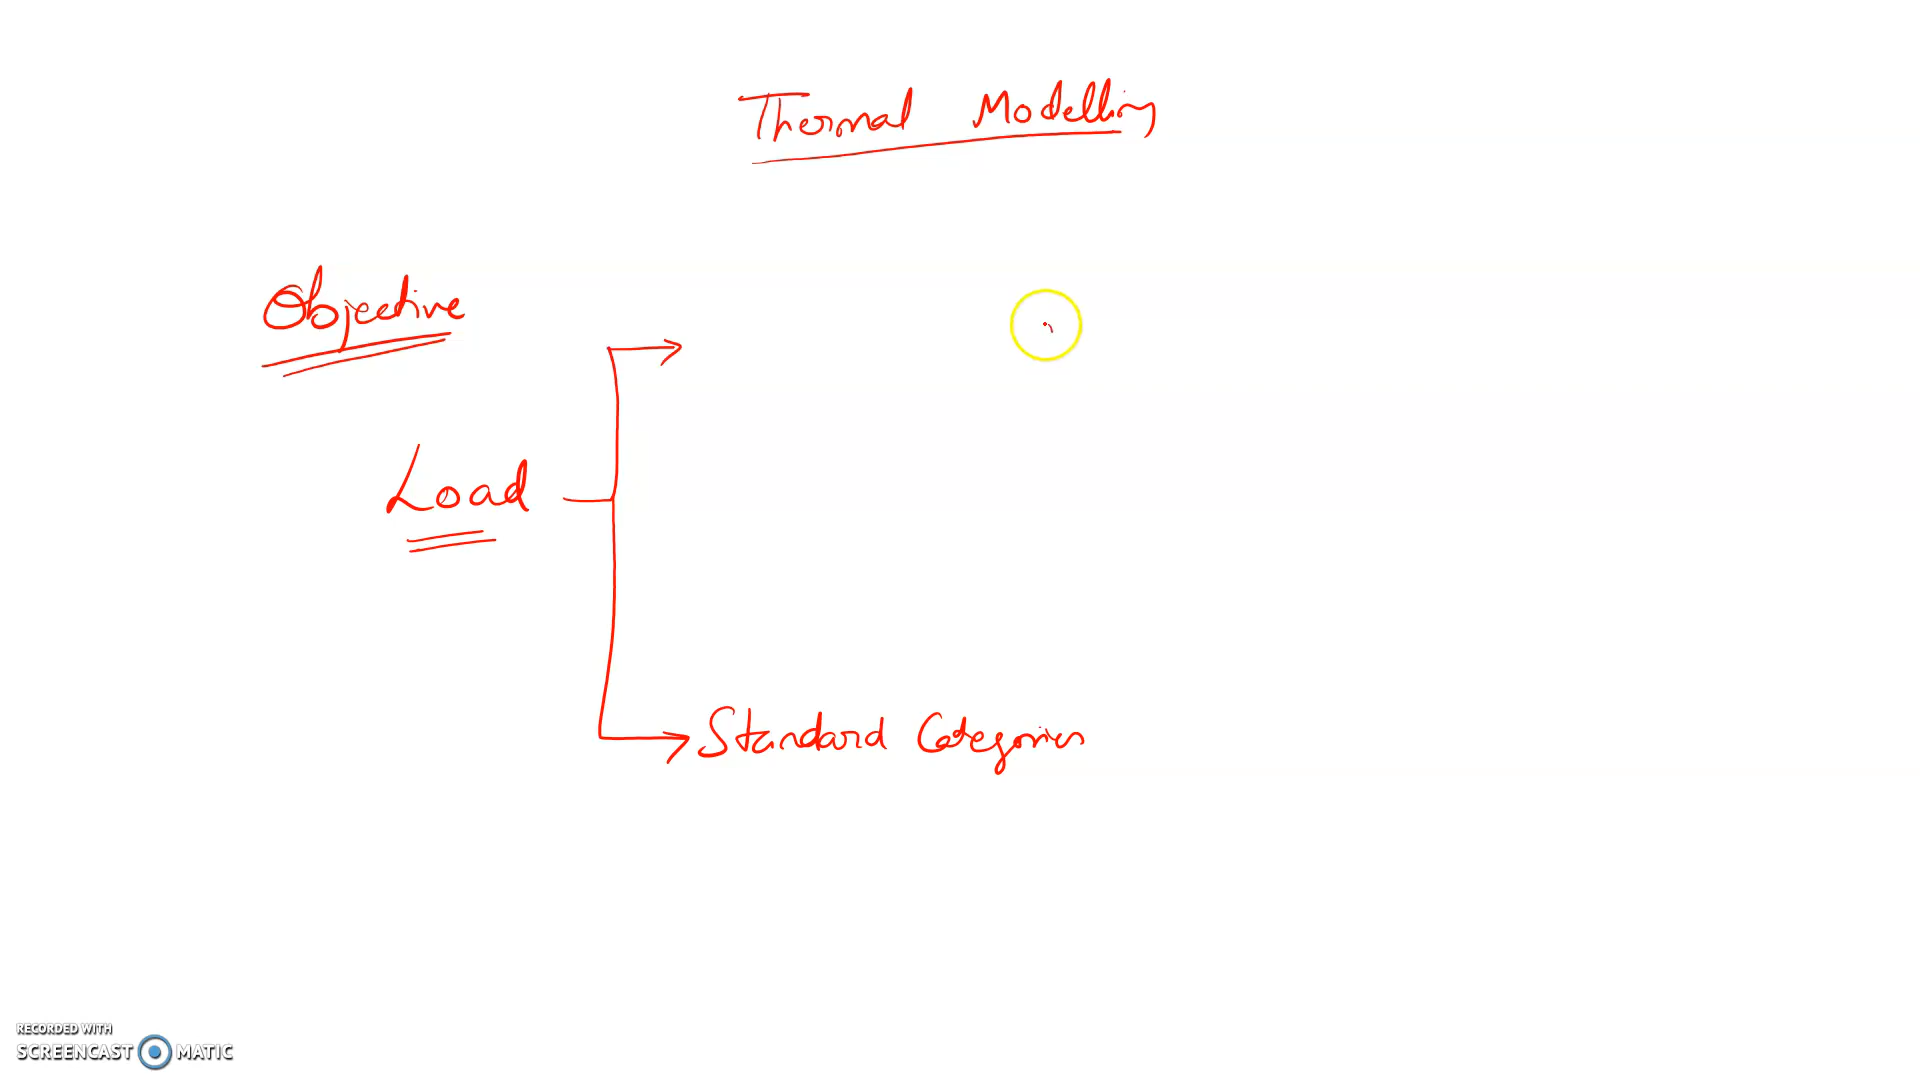 Thermal Modelling
Objective
Load
Standard Categories
RECORDED WITH
SCREENCAST MATIC